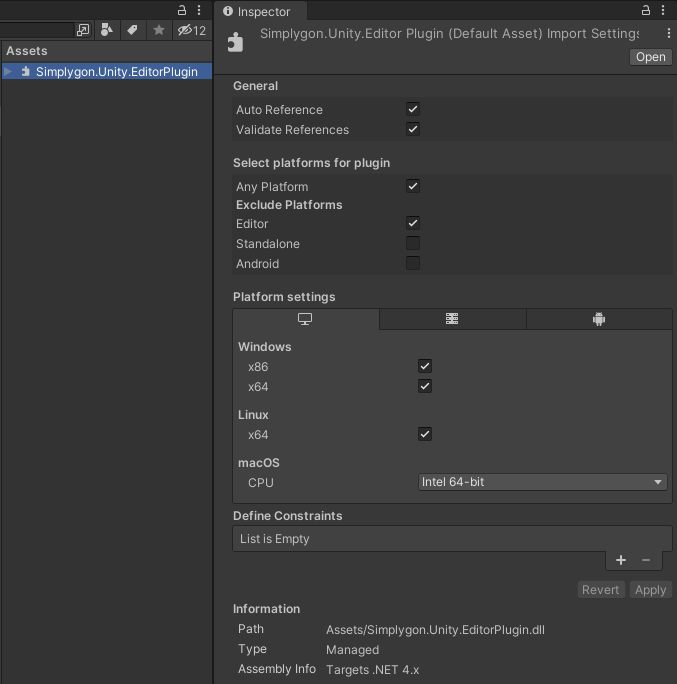 12
Assets
Simplygon.Unity.EditorPlugin
Inspector
Simplygon.Unity.Editor Plugin (Default Asset) Import Settings
Open
General
Auto Reference
Validate References
Select platforms for plugin
Any Platform
Exclude Platforms
Editor
Standalone
Android
Platform settings
Windows
x86
x64
Linux
x64
macOS
CPU Intel 64-bit
Define Constraints
List is Empty
Revert Apply
Information
Path Assets/Simplygon.Unity.EditorPlugin.dll
Type Managed
Assembly Info Targets .NET 4.x